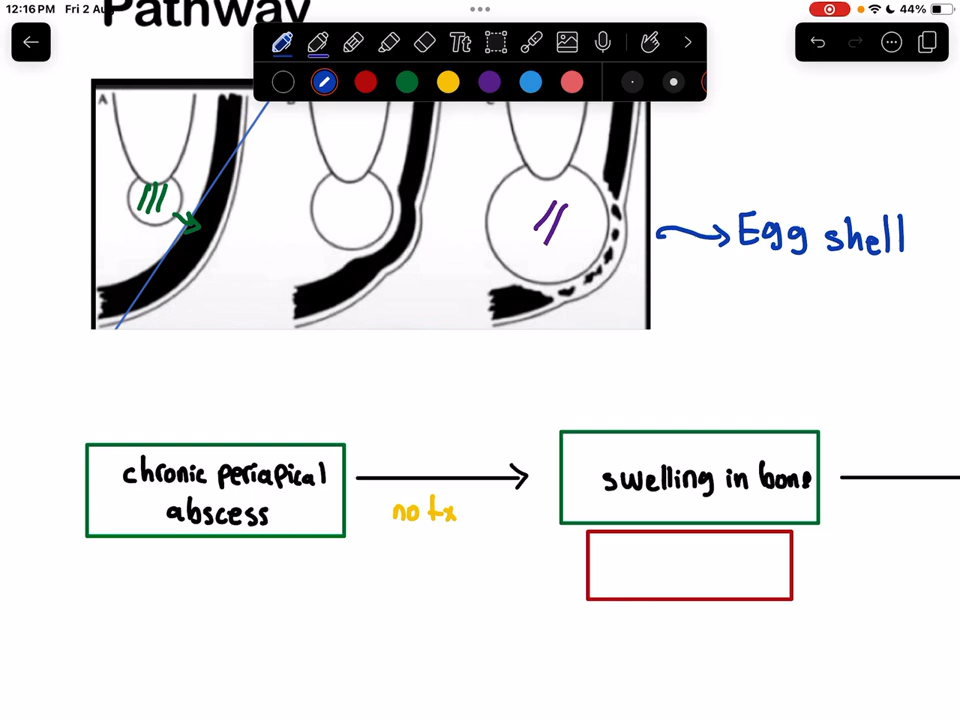 12:16 PM Fri 2 Au
44%
Pathway
Tt
A
Egg shell
chronic periapical
abscess
no tx
swelling in bone